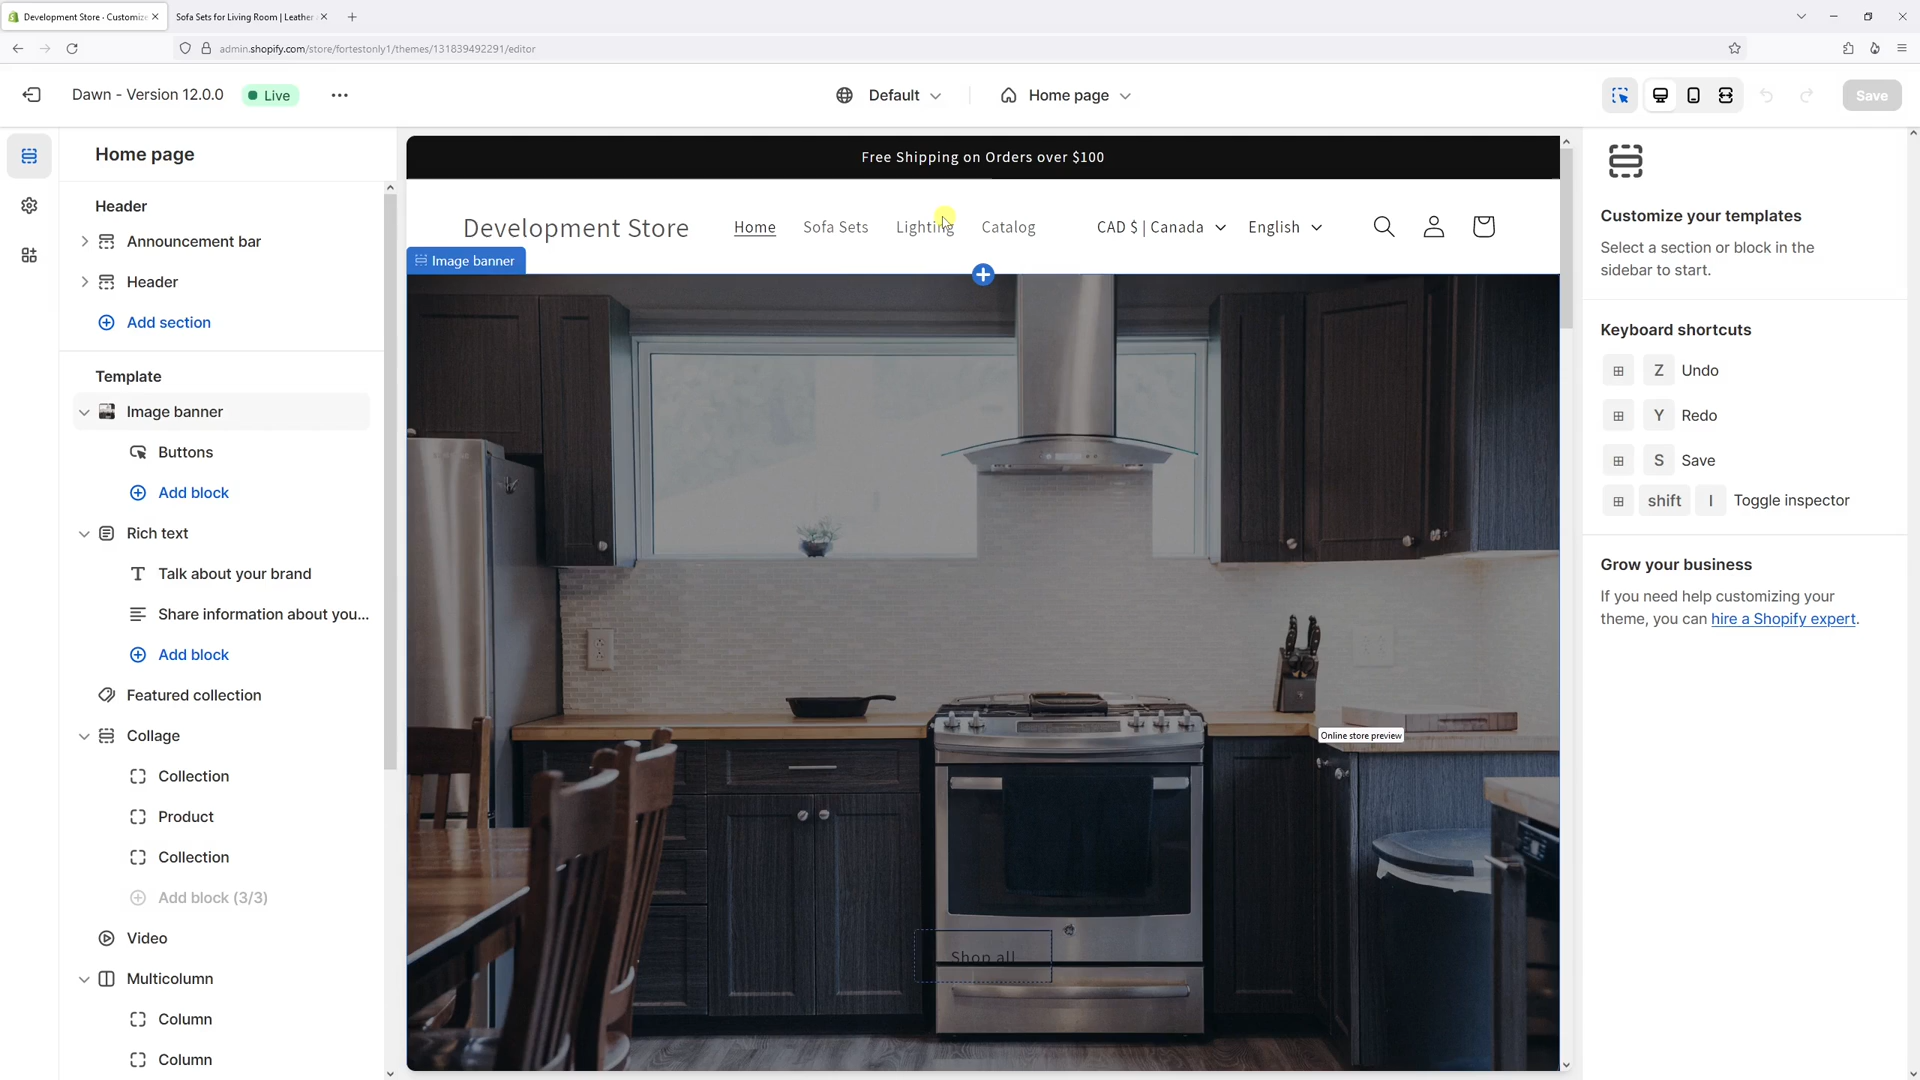 Development Store - Customize
Sofa Sets for Living Room | Leather
admin.shopify.com/store/fortestonly1/themes/131839492291/editor
Dawn - Version 12.0.0
Live
Default
Home page
Save
Home page
Header
Announcement bar
Header
Add section
Template
Image banner
Buttons
Add block
Rich text
Talk about your brand
Share information about you...
Add block
Featured collection
Collage
Collection
Product
Collection
Add block (3/3)
Video
Multicolumn
Column
Column
Free Shipping on Orders over $100
Development Store
Home
Sofa Sets
Lighting
Catalog
CAD $ | Canada
English
Image banner
Online store preview
Shop all
Customize your templates
Select a section or block in the
sidebar to start.
Keyboard shortcuts
Z Undo
Y Redo
S Save
shift I Toggle inspector
Grow your business
If you need help customizing your
theme, you can hire a Shopify expert.